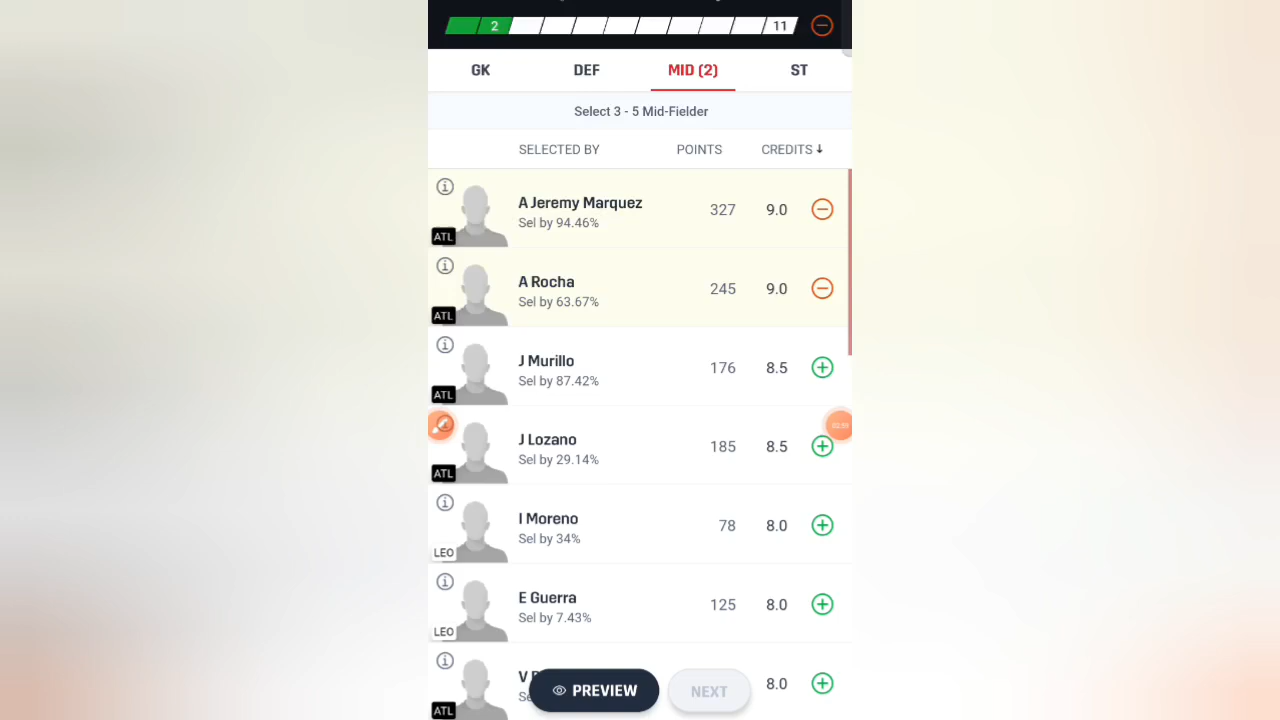 2
11
GK DEF MID (2) ST
Select 3 - 5 Mid-Fielder
SELECTED BY POINTS CREDITS
A Jeremy Marquez
Sel by 94.46%
327 9.0
ATL
A Rocha
Sel by 63.67%
245 9.0
ATL
J Murillo
Sel by 87.42%
176 8.5
ATL
J Lozano
Sel by 29.14%
185 8.5
ATL
I Moreno
Sel by 34%
78 8.0
LEO
E Guerra
Sel by 7.43%
125 8.0
LEO
V
8.0
ATL
PREVIEW NEXT